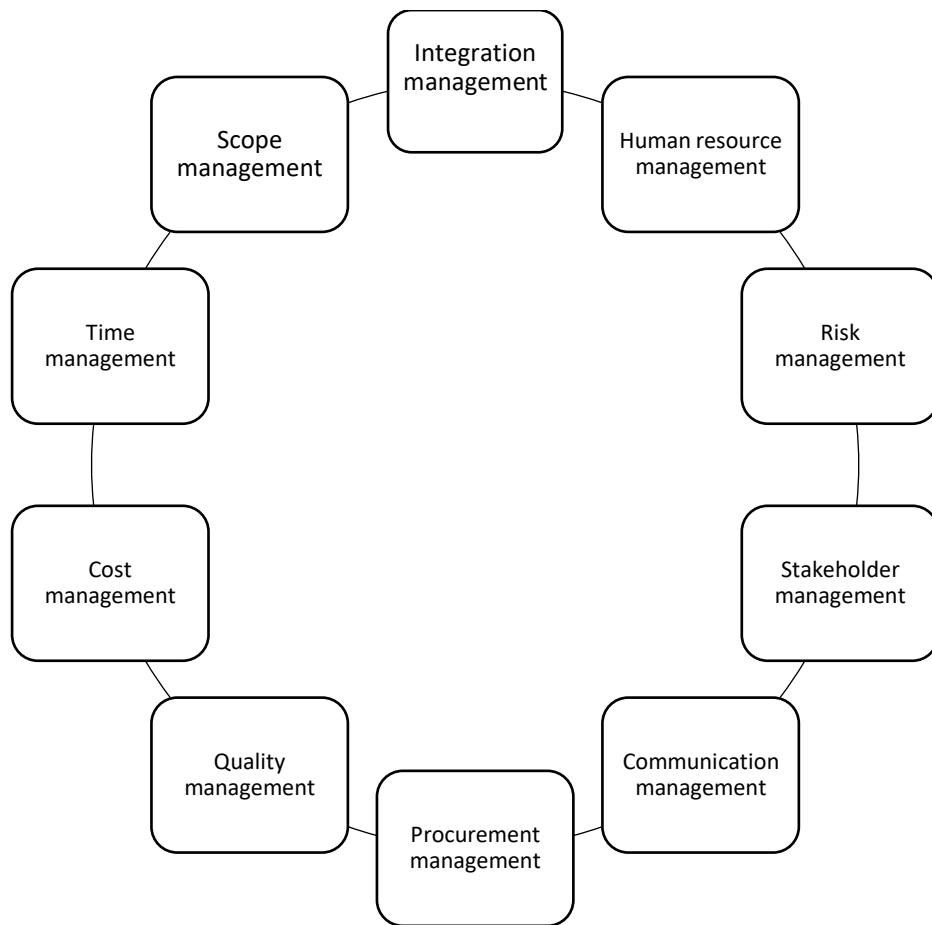 Integration
management
Human resource
management
Risk
management
Stakeholder
management
Communication
management
Procurement
management
Quality
management
Cost
management
Time
management
Scope
management